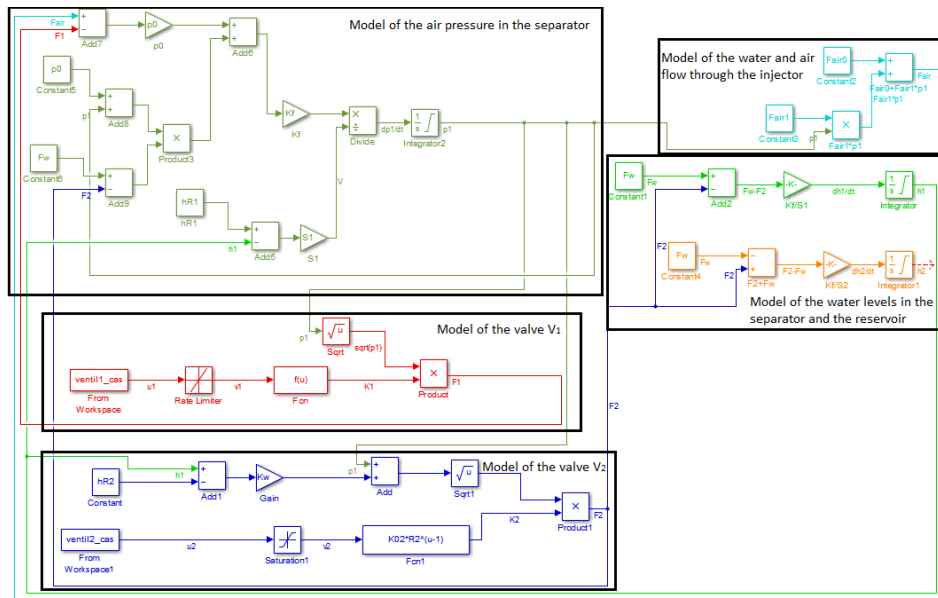 Model of the air pressure in the separator
Fair
F1
Add7
p0
p0
Add6
p0
Constant5
p1
Add8
Product3
Fw
Constant6
F2
Add9
Kf
Kf
Divide
dp1/dt
1
s
Integrator2
p1
V
hR1
hR1
h1
Add5
S1
S1
Model of the water and air
flow through the injector
Fair0
Constant2
Fair
Fair0+Fair1*p1
Fair1*p1
Fair1
Constant3
p1
Fair1*p1
Fw
Constant1
Fw
Add2
Fw-F2
-K-
Kf/S1
dh1/dt
1
s
Integrator
h1
F2
Fw
Constant4
Fw
F2
F2+Fw
F2-Fw
-K-
Kf/S2
dh2/dt
1
s
Integrator1
h2
Model of the water levels in the
separator and the reservoir
Model of the valve V1
p1
√u
Sqrt
sqrt(p1)
ventil1_cas
From
Workspace
u1
Rate Limiter
v1
f(u)
Fcn
K1
Product
F1
F2
Model of the valve V2
hR2
Constant
h1
Add1
Kw
Gain
p1
Add
√u
Sqrt1
Product1
F2
ventil2_cas
From
Workspace1
u2
Saturation1
v2
K02*R2^(u-1)
Fcn1
K2